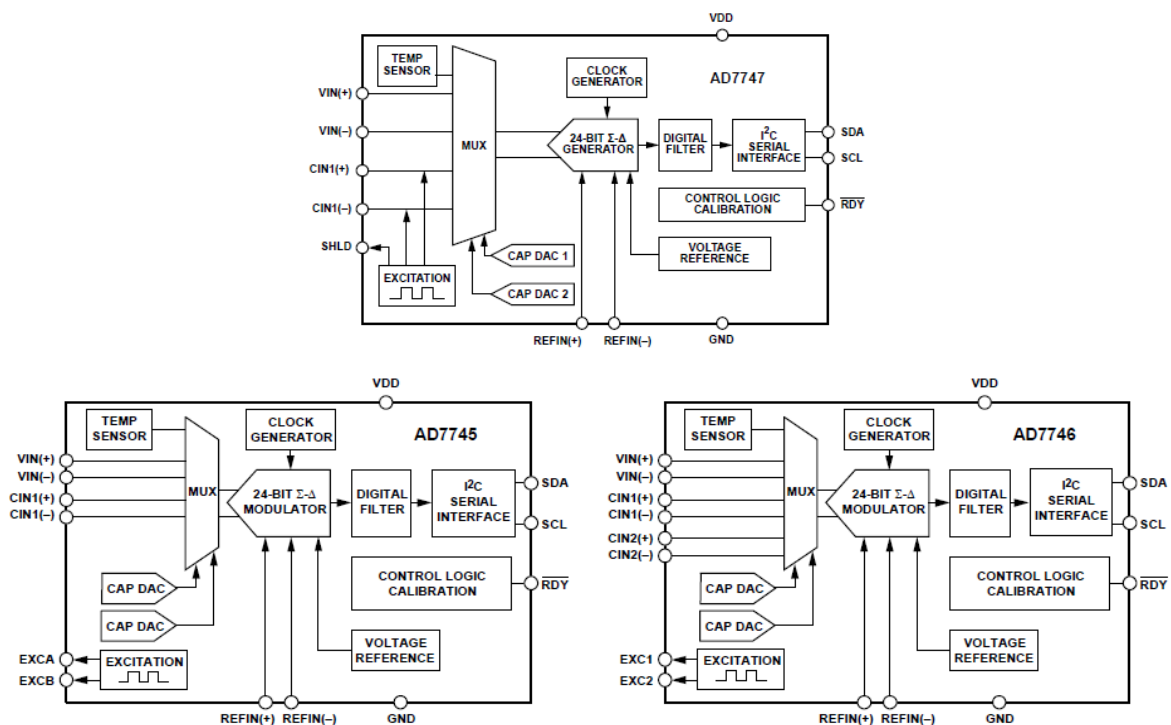 VDD
TEMP
SENSOR
CLOCK
GENERATOR
AD7747
VIN(+)
VIN(–)
MUX
24-BIT Σ-Δ
GENERATOR
DIGITAL
FILTER
I²C
SERIAL
INTERFACE
SDA
SCL
CIN1(+)
CIN1(–)
CONTROL LOGIC
CALIBRATION
RDY
SHLD
EXCITATION
CAP DAC 1
CAP DAC 2
VOLTAGE
REFERENCE
REFIN(+)
REFIN(–)
GND
VDD
TEMP
SENSOR
CLOCK
GENERATOR
AD7745
VIN(+)
VIN(–)
CIN1(+)
CIN1(–)
MUX
24-BIT Σ-Δ
MODULATOR
DIGITAL
FILTER
I²C
SERIAL
INTERFACE
SDA
SCL
CAP DAC
CAP DAC
CONTROL LOGIC
CALIBRATION
RDY
EXCA
EXCB
EXCITATION
VOLTAGE
REFERENCE
REFIN(+)
REFIN(–)
GND
VDD
TEMP
SENSOR
CLOCK
GENERATOR
AD7746
VIN(+)
VIN(–)
CIN1(+)
CIN1(–)
CIN2(+)
CIN2(–)
MUX
24-BIT Σ-Δ
MODULATOR
DIGITAL
FILTER
I²C
SERIAL
INTERFACE
SDA
SCL
CAP DAC
CAP DAC
CONTROL LOGIC
CALIBRATION
RDY
EXC1
EXC2
EXCITATION
VOLTAGE
REFERENCE
REFIN(+)
REFIN(–)
GND